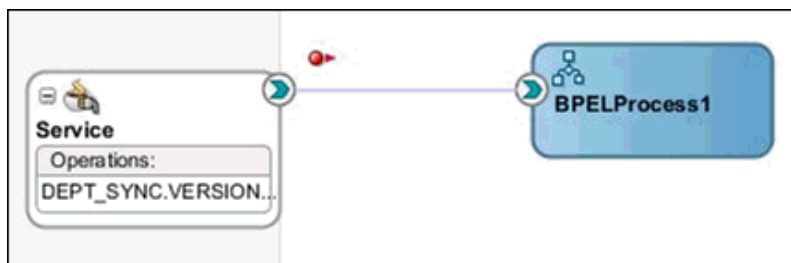 Service
Operations:
DEPT_SYNC.VERSION...
BPELProcess1